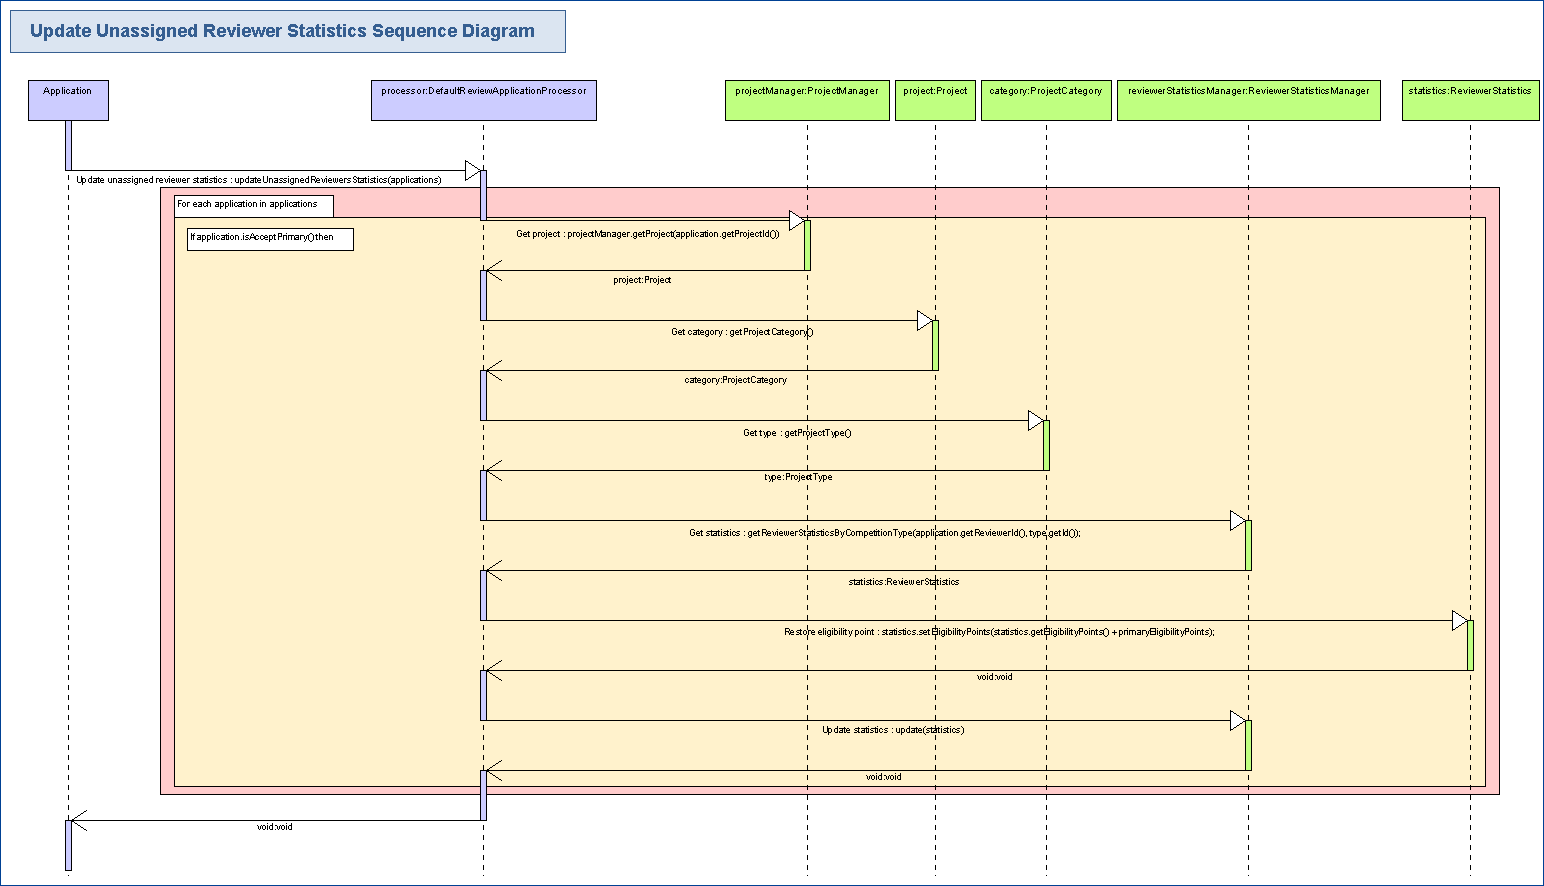 Update Unassigned Reviewer Statistics Sequence Diagram
Application
processor:DefaultReviewApplicationProcessor
projectManager:ProjectManager
project:Project
category:ProjectCategory
reviewerStatisticsManager:ReviewerStatisticsManager
statistics:ReviewerStatistics
Update unassigned reviewer statistics : updateUnassignedReviewersStatistics(applications)
For each application in applications
If application.isAcceptPrimary() then
Get project : projectManager.getProject(application.getProjectId())
project:Project
Get category : getProjectCategory()
category:ProjectCategory
Get type : getProjectType()
type:ProjectType
Get statistics : getReviewerStatisticsByCompetitionType(application.getReviewerId(), type.getId());
statistics:ReviewerStatistics
Restore eligibility point : statistics.setEligibilityPoints(statistics.getEligibilityPoints() + primaryEligibilityPoints);
void:void
Update statistics : update(statistics)
void:void
void:void